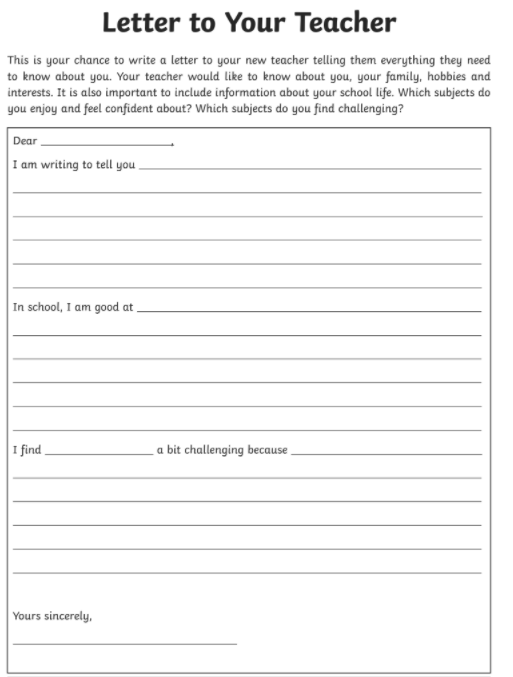 Letter to Your Teacher
This is your chance to write a letter to your new teacher telling them everything they need
to know about you. Your teacher would like to know about you, your family, hobbies and
interests. It is also important to include information about your school life. Which subjects do
you enjoy and feel confident about? Which subjects do you find challenging?
Dear ____________________,
I am writing to tell you
In school, I am good at
I find ________________ a bit challenging because
Yours sincerely,